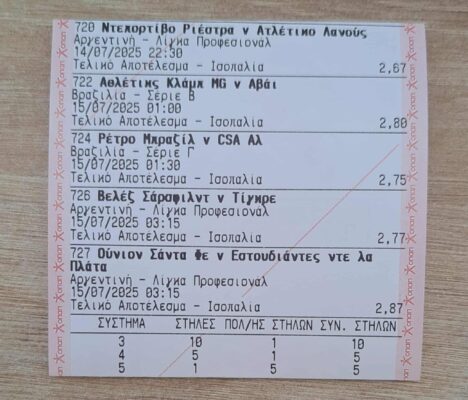 720 Ντεπορτίβο Ριέστρα v Ατλέτικο Λανούς
Αργεντινή - Λίγκα Προφεσιονάλ
14/07/2025 22:30
Τελικό Αποτέλεσμα - Ισοπαλία 2,67
722 Αθλέτικς Κλάμπ MG v Αβάι
Βραζιλία - Σέριε Β
15/07/2025 01:00
Τελικό Αποτέλεσμα - Ισοπαλία 2,80
724 Ρέτρο Μπραζίλ v CSA Αλ
Βραζιλία - Σέριε Γ
15/07/2025 01:30
Τελικό Αποτέλεσμα - Ισοπαλία 2,75
726 Βελέζ Σάρσφιλντ v Τίγκρε
Αργεντινή - Λίγκα Προφεσιονάλ
15/07/2025 03:15
Τελικό Αποτέλεσμα - Ισοπαλία 2,77
727 Ούνιον Σάντα Φε v Εστουδιάντες ντε λα
Πλάτα
Αργεντινή - Λίγκα Προφεσιονάλ
15/07/2025 03:15
Τελικό Αποτέλεσμα - Ισοπαλία 2,87
ΣΥΣΤΗΜΑ ΣΤΗΛΕΣ ΠΟΛ/ΗΣ ΣΤΗΛΩΝ ΣΥΝ. ΣΤΗΛΩΝ
3 10 1 10
4 5 1 5
5 1 5 5